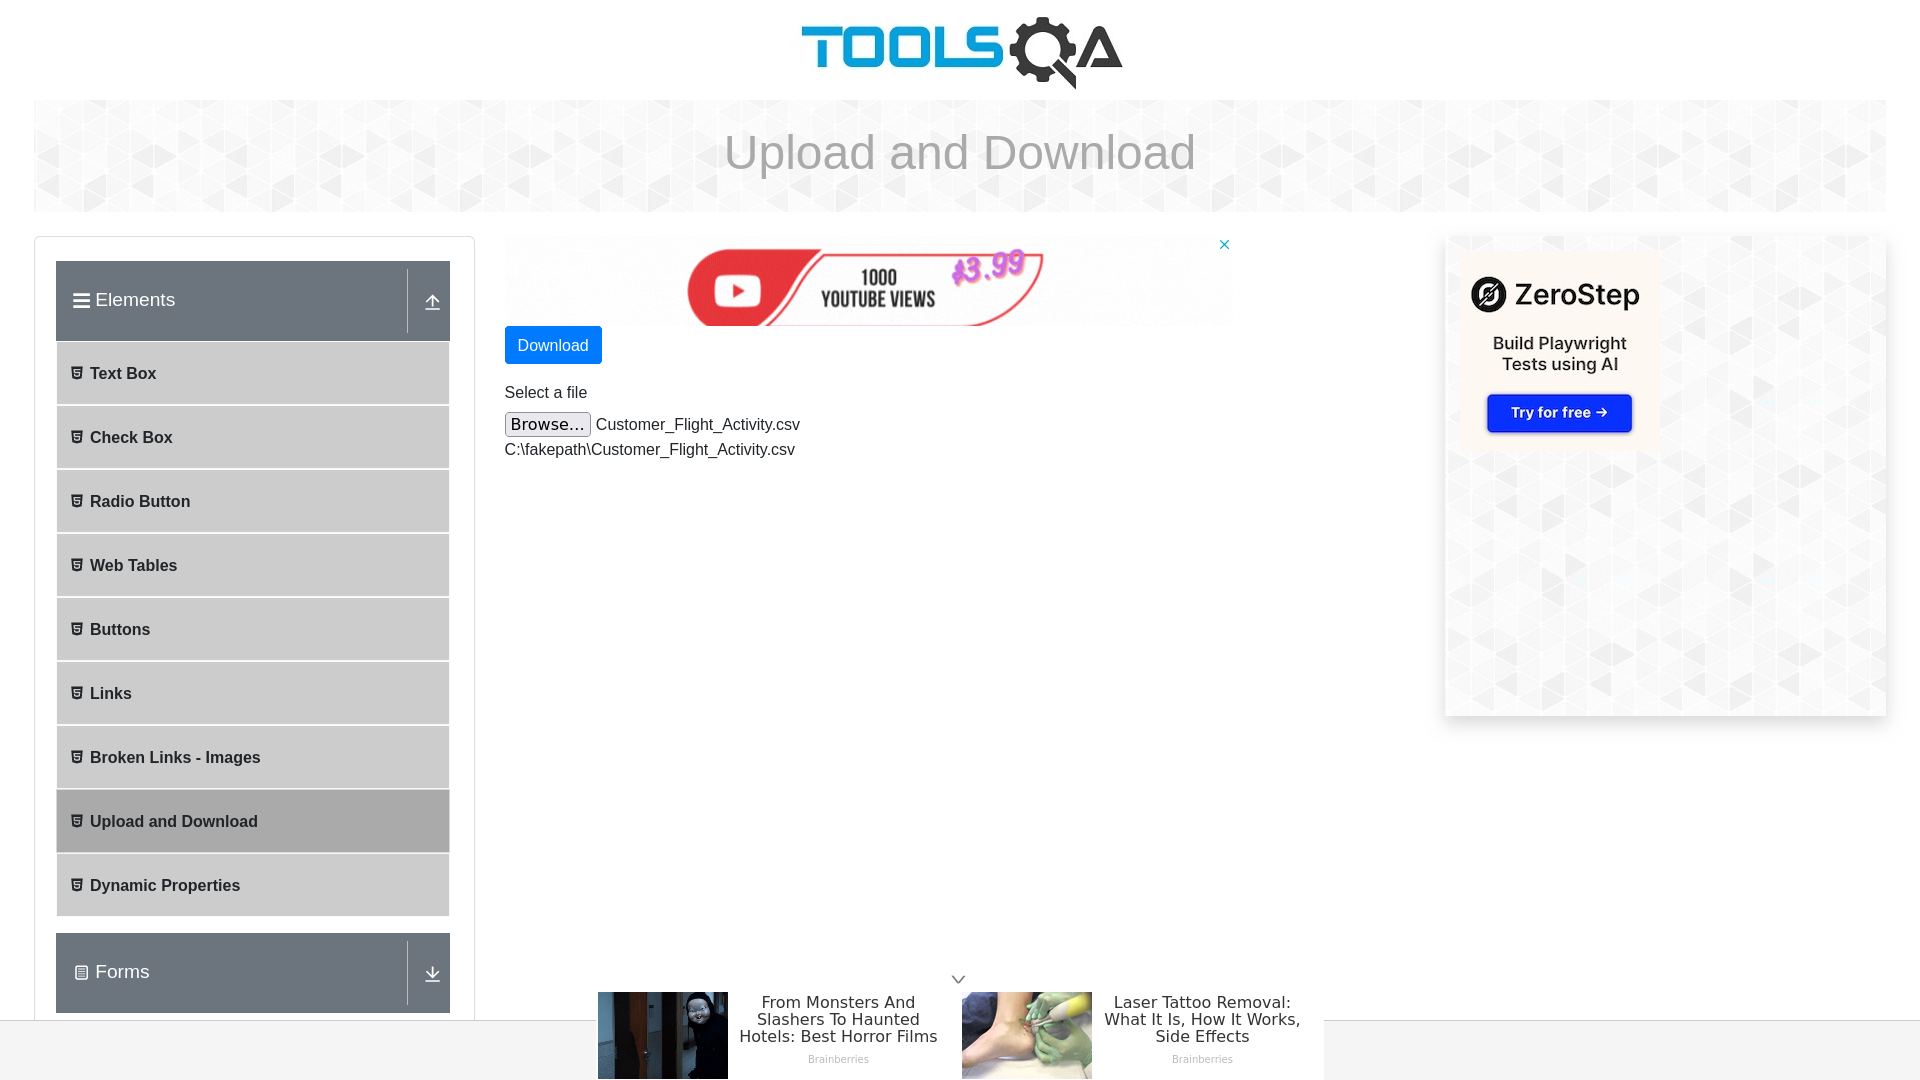 TOOLSQA
Upload and Download
Elements
Text Box
Check Box
Radio Button
Web Tables
Buttons
Links
Broken Links - Images
Upload and Download
Dynamic Properties
Forms
1000
YOUTUBE VIEWS
$3.99
Download
Select a file
Browse... Customer_Flight_Activity.csv
C:\fakepath\Customer_Flight_Activity.csv
ZeroStep
Build Playwright
Tests using AI
Try for free →
From Monsters And
Slashers To Haunted
Hotels: Best Horror Films
Brainberries
Laser Tattoo Removal:
What It Is, How It Works,
Side Effects
Brainberries